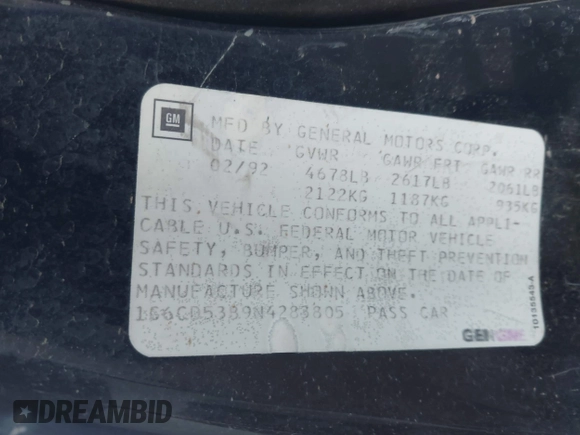 GM
MFD BY GENERAL MOTORS CORP.
DATE GVWR GAWR FRT GAWR RR
02/92 4678LB 2617LB 2061LB
2122KG 1187KG 935KG
THIS VEHICLE CONFORMS TO ALL APPLI-
CABLE U.S. FEDERAL MOTOR VEHICLE
SAFETY, BUMPER, AND THEFT PREVENTION
STANDARDS IN EFFECT ON THE DATE OF
MANUFACTURE SHOWN ABOVE.
PASS CAR
DREAMBID